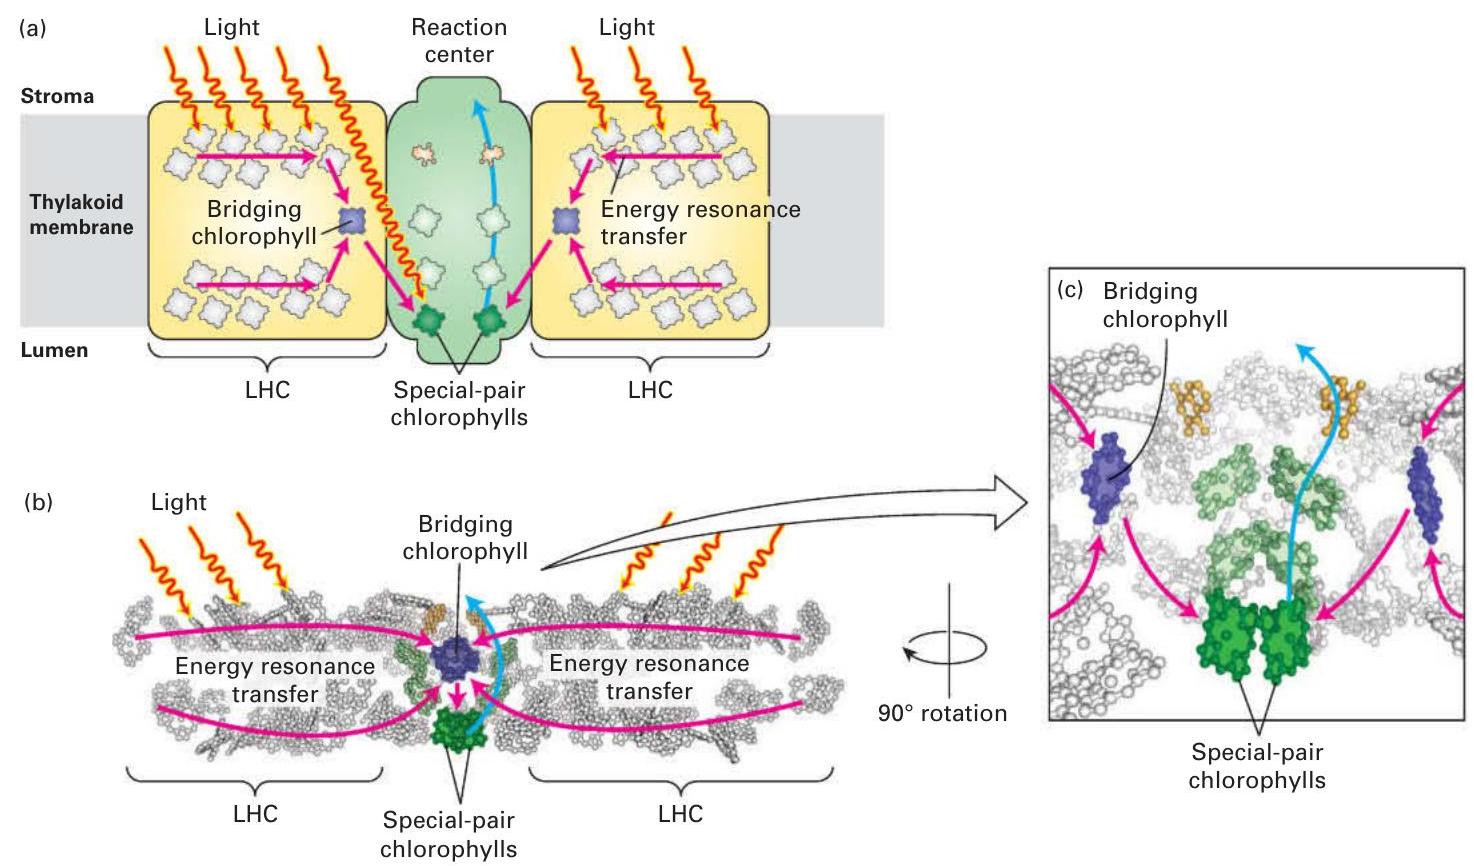 (a)
Light
Reaction
center
Light
Stroma
Thylakoid
membrane
Bridging
chlorophyll
Energy resonance
transfer
Lumen
LHC
Special-pair
chlorophylls
LHC
(b)
Light
Bridging
chlorophyll
Energy resonance
transfer
Energy resonance
transfer
LHC
Special-pair
chlorophylls
LHC
90° rotation
(c)
Bridging
chlorophyll
Special-pair
chlorophylls